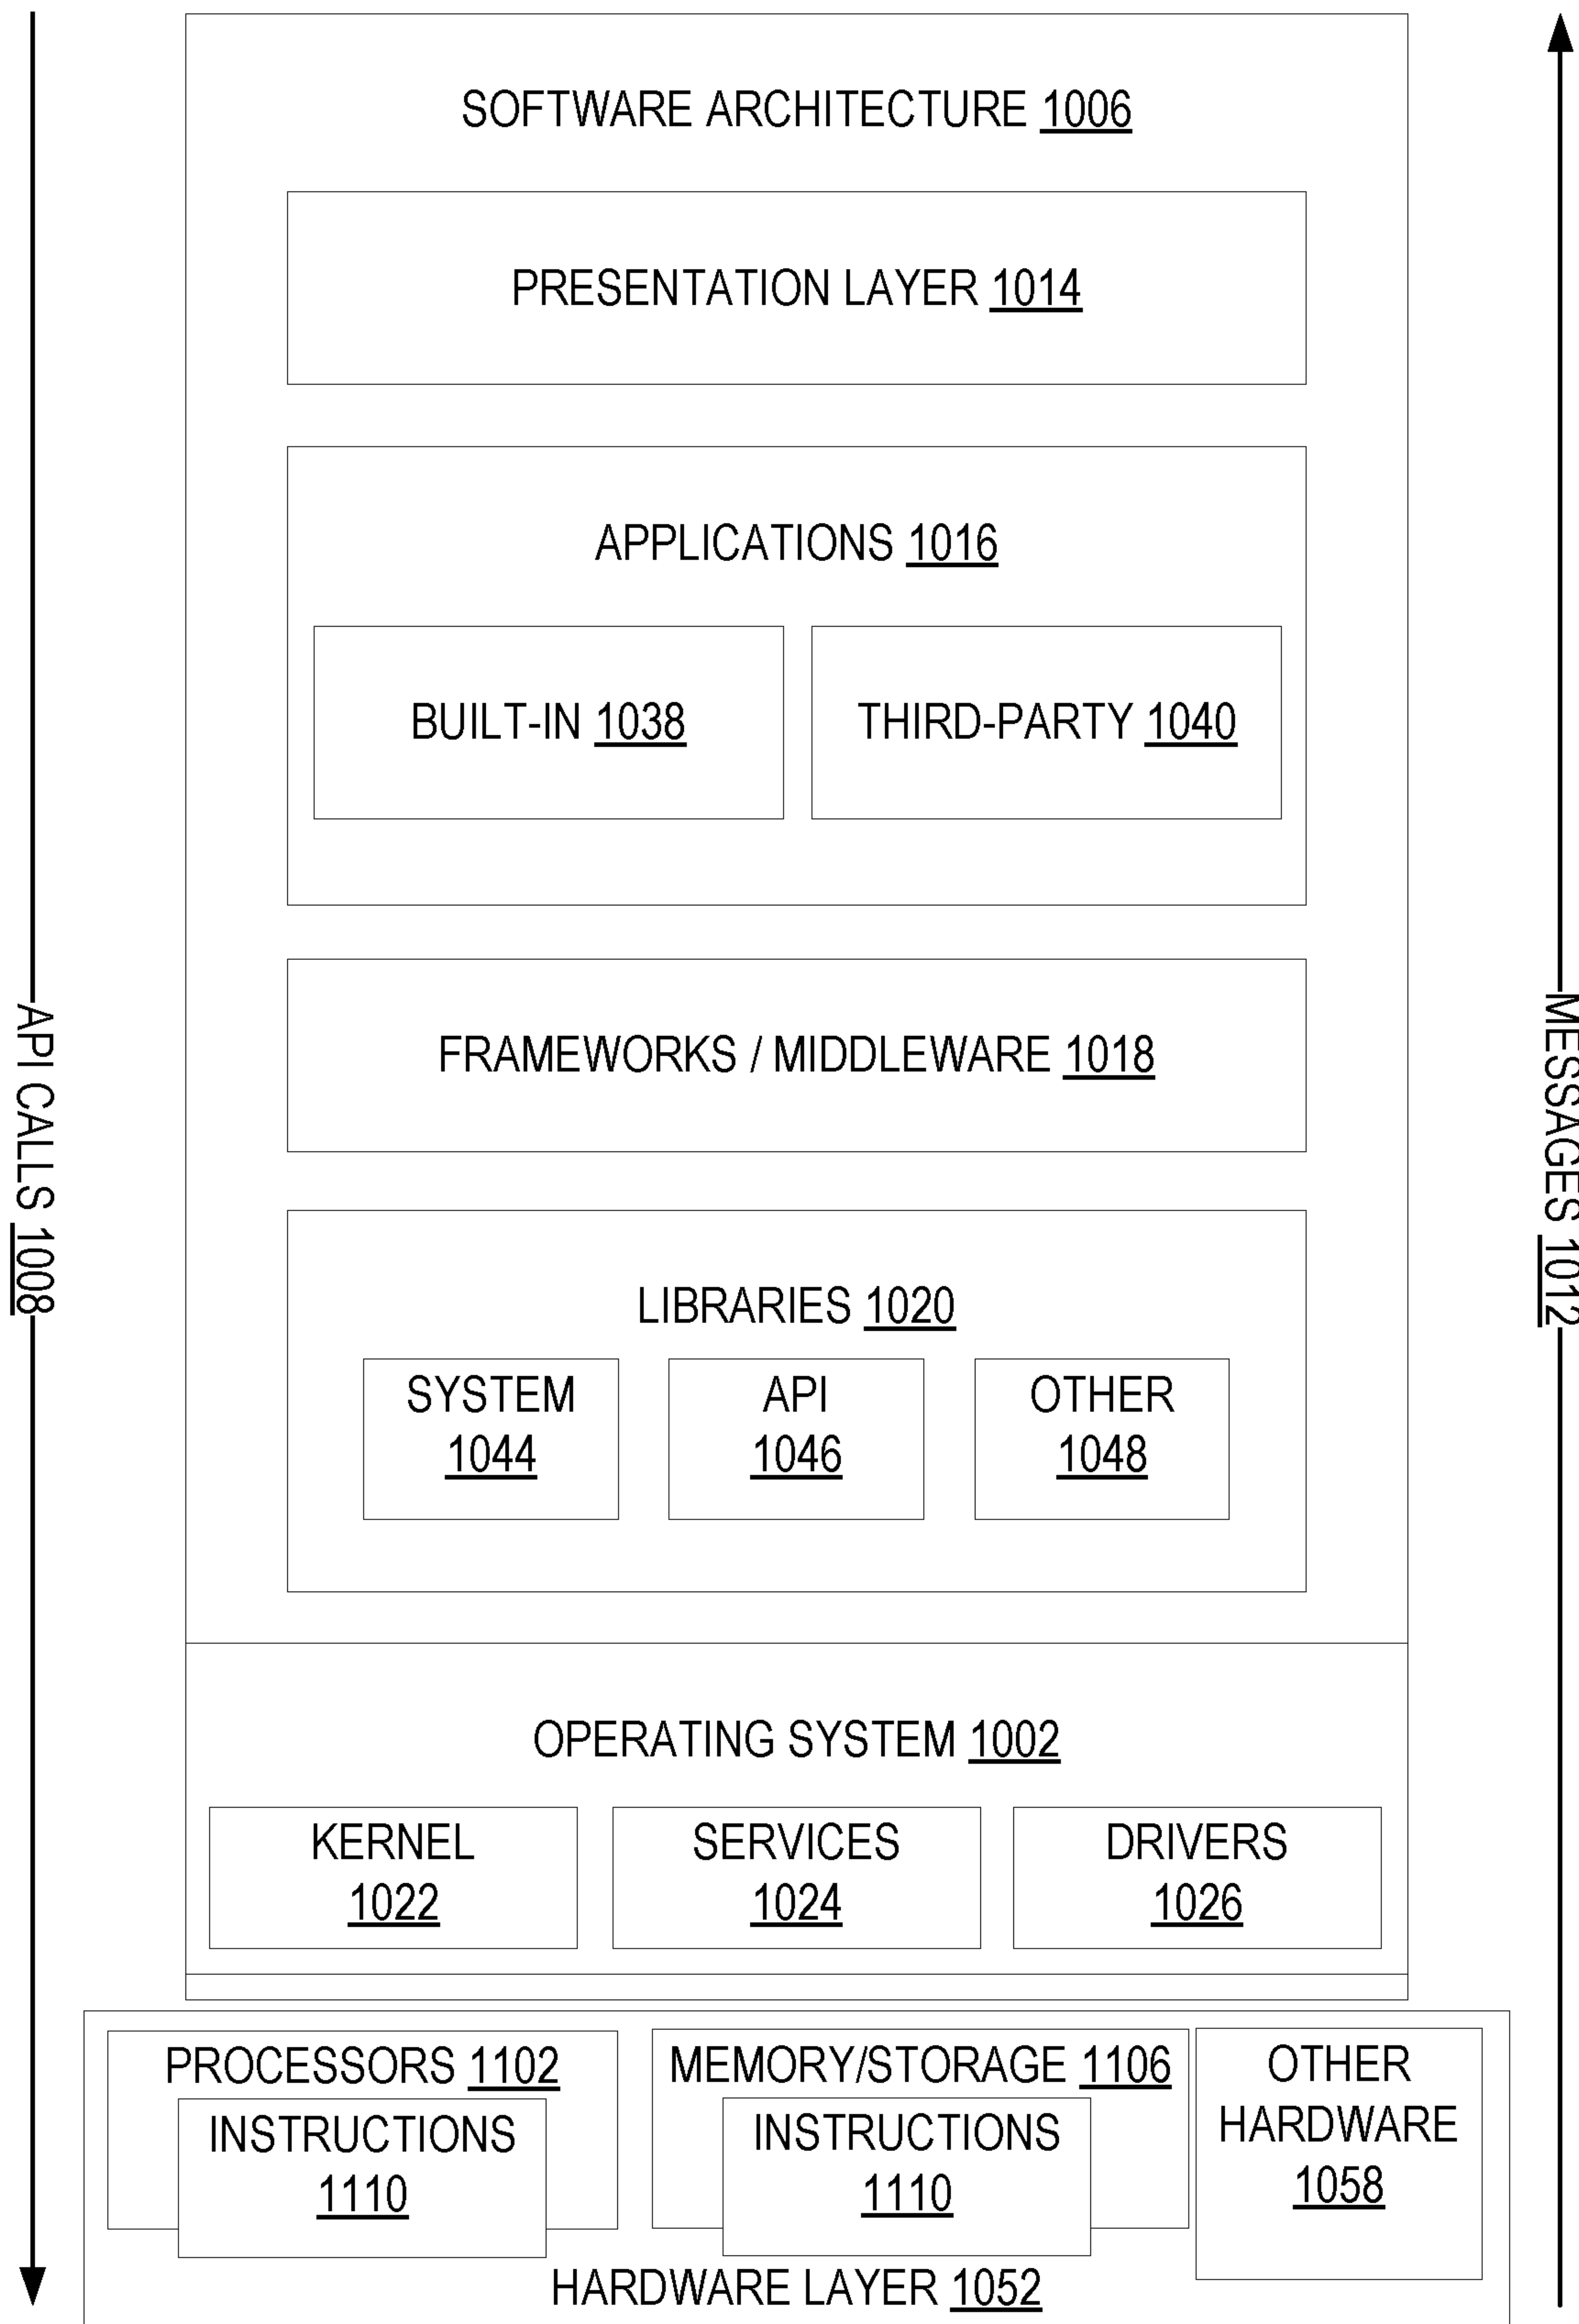 SOFTWARE ARCHITECTURE 1006
PRESENTATION LAYER 1014
APPLICATIONS 1016
BUILT-IN 1038
THIRD-PARTY 1040
FRAMEWORKS / MIDDLEWARE 1018
API CALLS 1008
MESSAGES 1012
LIBRARIES 1020
SYSTEM
1044
API
1046
OTHER
1048
OPERATING SYSTEM 1002
KERNEL
1022
SERVICES
1024
DRIVERS
1026
PROCESSORS 1102
INSTRUCTIONS
1110
MEMORY/STORAGE 1106
INSTRUCTIONS
1110
OTHER
HARDWARE
1058
HARDWARE LAYER 1052